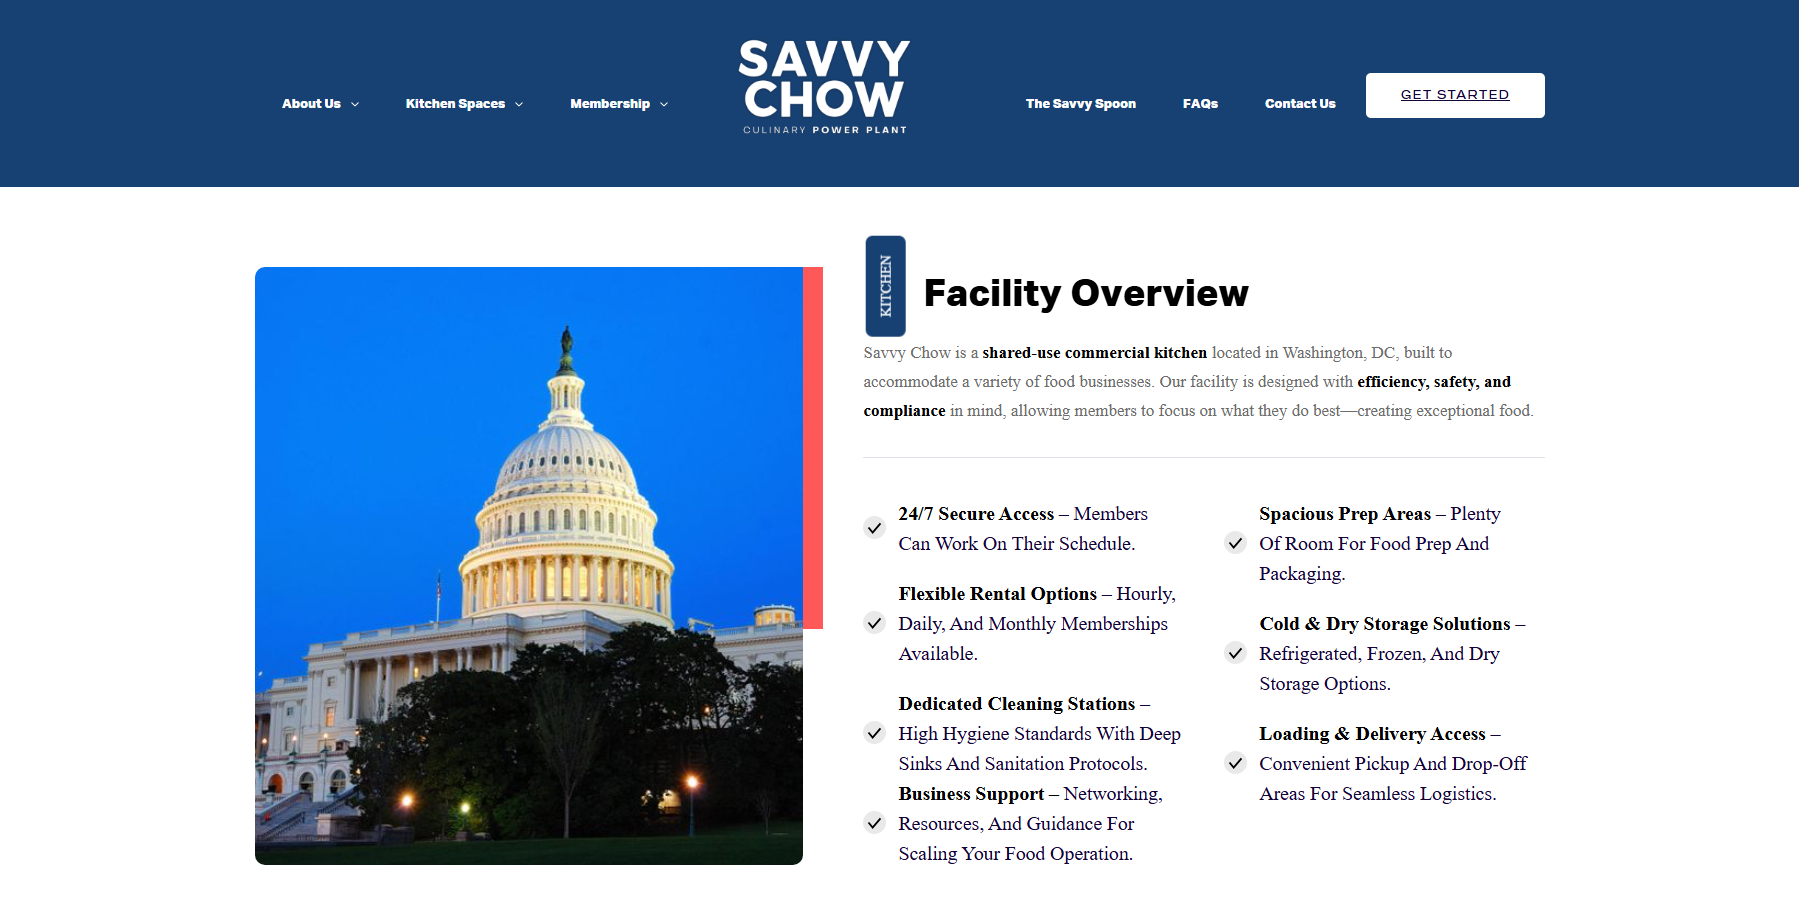 About Us
Kitchen Spaces
Membership
SAVVY
CHOW
CULINARY POWER PLANT
The Savvy Spoon
FAQs
Contact Us
GET STARTED
KITCHEN
Facility Overview
Savvy Chow is a shared-use commercial kitchen located in Washington, DC, built to
accommodate a variety of food businesses. Our facility is designed with efficiency, safety, and
compliance in mind, allowing members to focus on what they do best—creating exceptional food.
24/7 Secure Access – Members
Can Work On Their Schedule.
Flexible Rental Options – Hourly,
Daily, And Monthly Memberships
Available.
Dedicated Cleaning Stations –
High Hygiene Standards With Deep
Sinks And Sanitation Protocols.
Business Support – Networking,
Resources, And Guidance For
Scaling Your Food Operation.
Spacious Prep Areas – Plenty
Of Room For Food Prep And
Packaging.
Cold & Dry Storage Solutions –
Refrigerated, Frozen, And Dry
Storage Options.
Loading & Delivery Access –
Convenient Pickup And Drop-Off
Areas For Seamless Logistics.